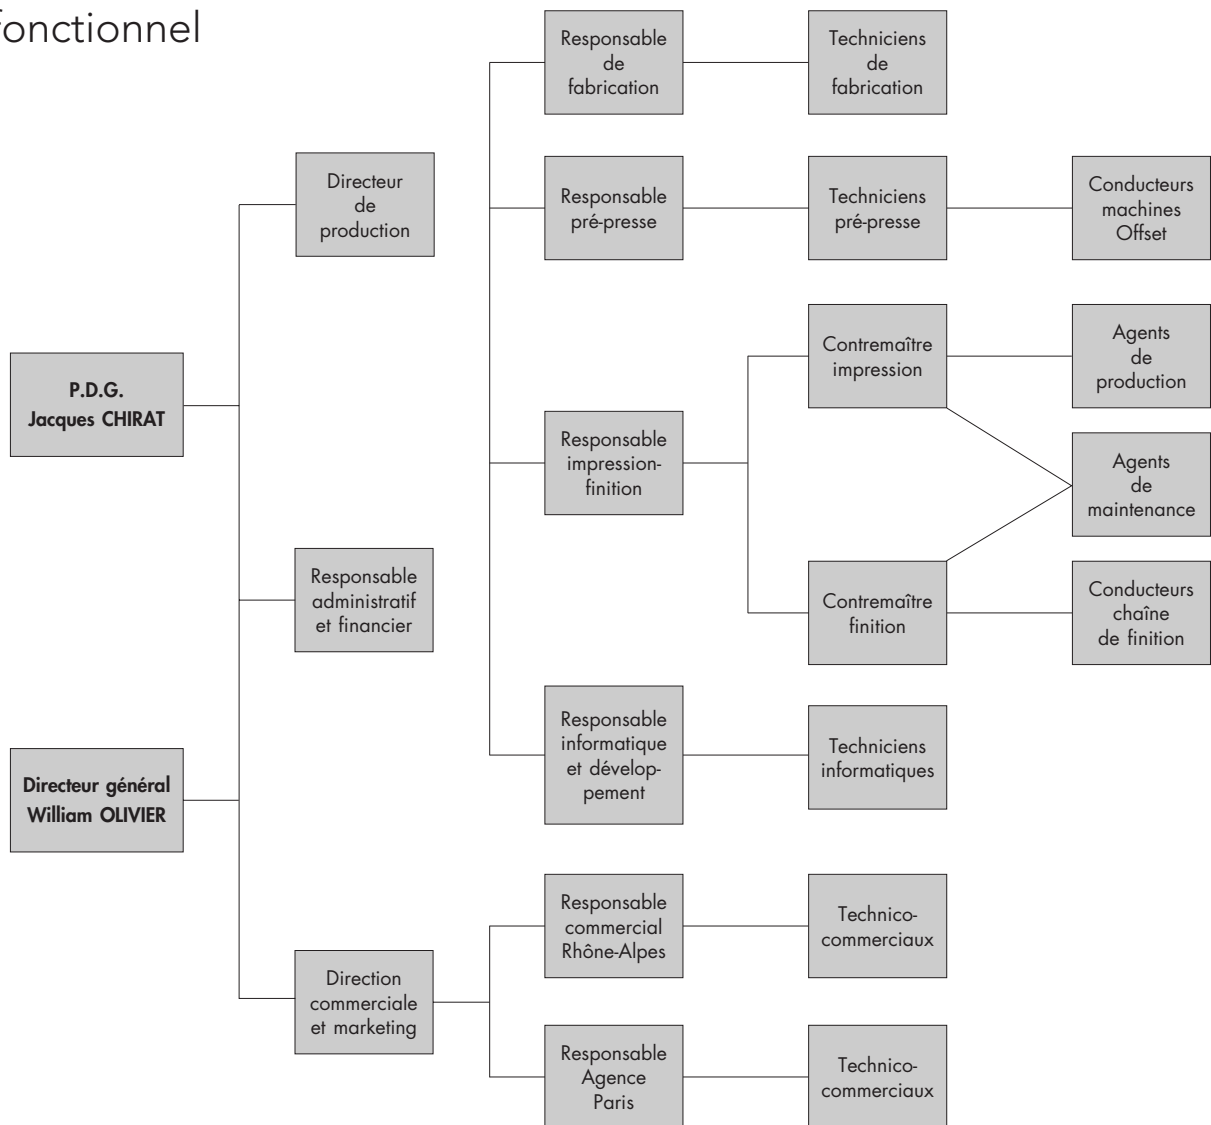 fonctionnel
Responsable
de
fabrication
Techniciens
de
fabrication
Directeur
de
production
Responsable
pré-presse
Techniciens
pré-presse
Conducteurs
machines
Offset
P.D.G.
Jacques CHIRAT
Contremaître
impression
Agents
de
production
Responsable
impression-
finition
Agents
de
maintenance
Responsable
administratif
et financier
Contremaître
finition
Conducteurs
chaîne
de finition
Directeur général
William OLIVIER
Responsable
informatique
et dévelop-
pement
Techniciens
informatiques
Direction
commerciale
et marketing
Responsable
commercial
Rhône-Alpes
Technico-
commerciaux
Responsable
Agence
Paris
Technico-
commerciaux